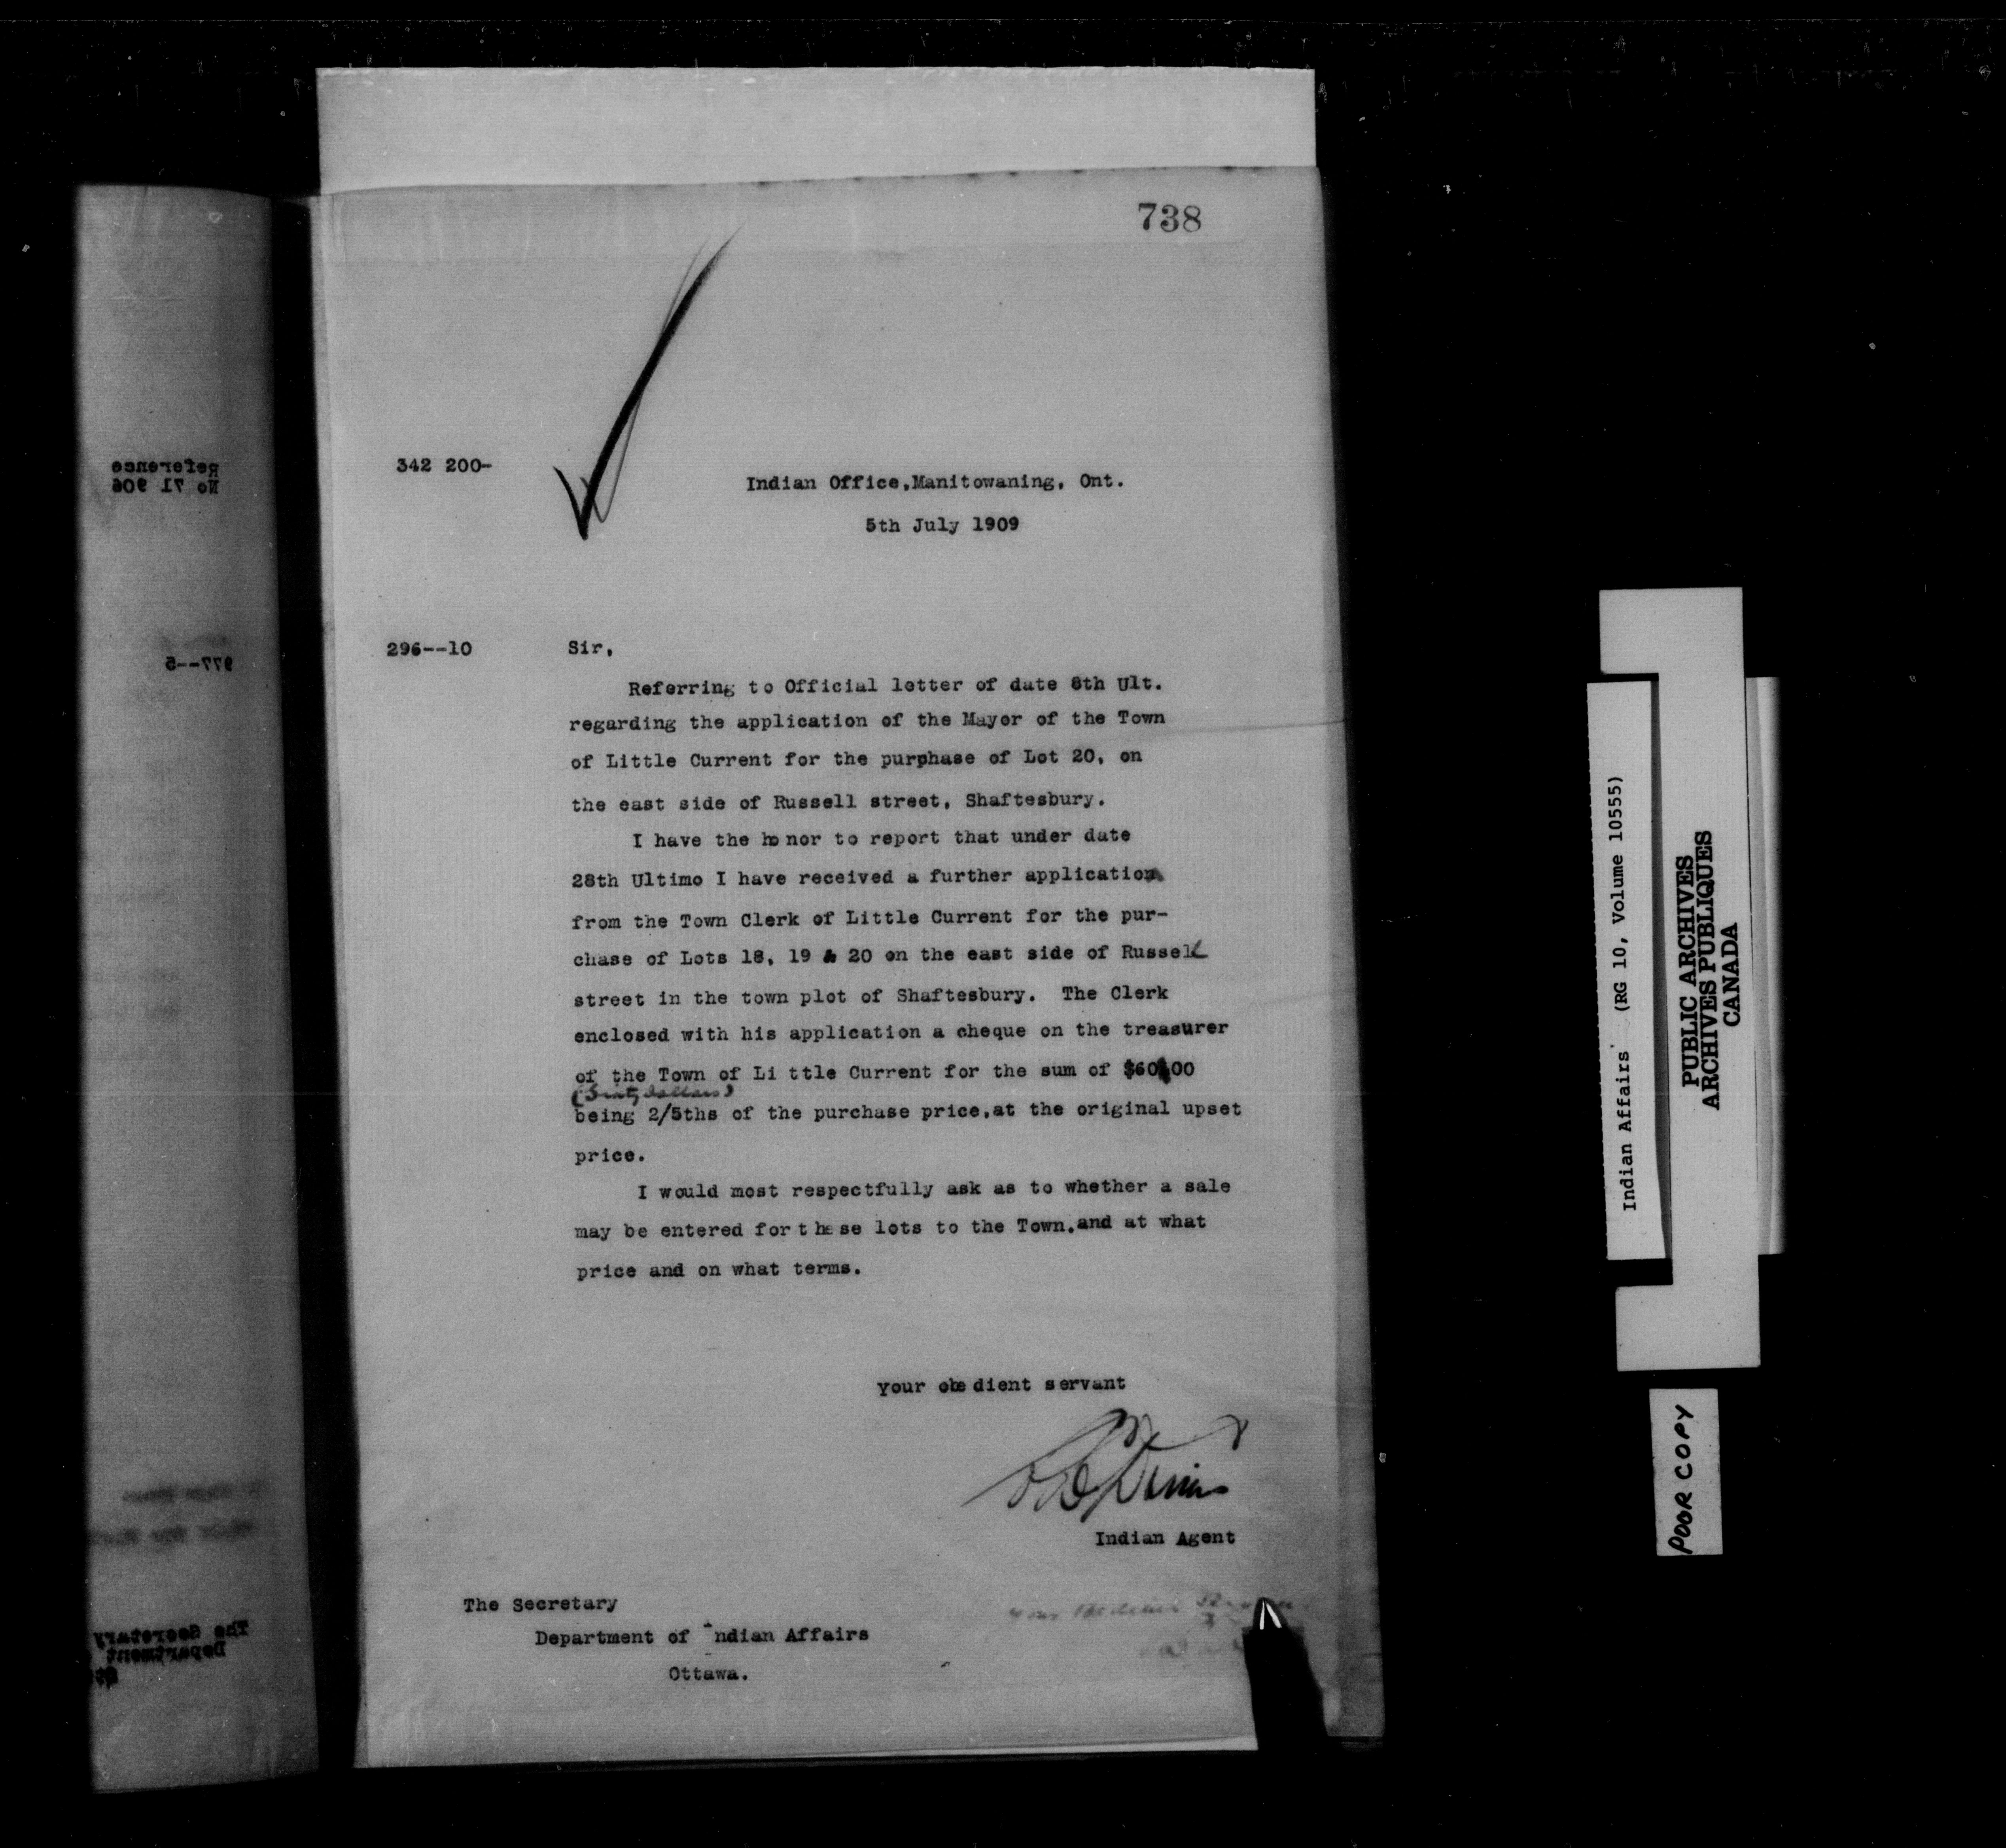 738
342 200-
Indian Office,Manitowaning, Ont.
5th July 1909
296--10
Sir,
Referring to Official letter of date 8th Ult.
regarding the application of the Mayor of the Town
of Little Current for the purphase of Lot 20, on
the east side of Russell street, Shaftesbury.
I have the honor to report that under date
28th Ultimo I have received a further application
from the Town Clerk of Little Current for the pur-
chase of Lots 18, 19 & 20 on the east side of Russell
street in the town plot of Shaftesbury. The Clerk
enclosed with his application a cheque on the treasurer
of the Town of Li ttle Current for the sum of $60.00
(Sixty dollars)
being 2/5ths of the purchase price,at the original upset
price.
I would most respectfully ask as to whether a sale
may be entered for these lots to the Town.and at what
price and on what terms.
your obedient servant
Indian Agent
The Secretary
Department of Indian Affairs
Ottawa.
Reference
No 71 906
977--5
The Secretary
Department
Indian Affairs (RG 10, Volume 10555)
PUBLIC ARCHIVES
ARCHIVES PUBLIQUES
CANADA
POOR COPY